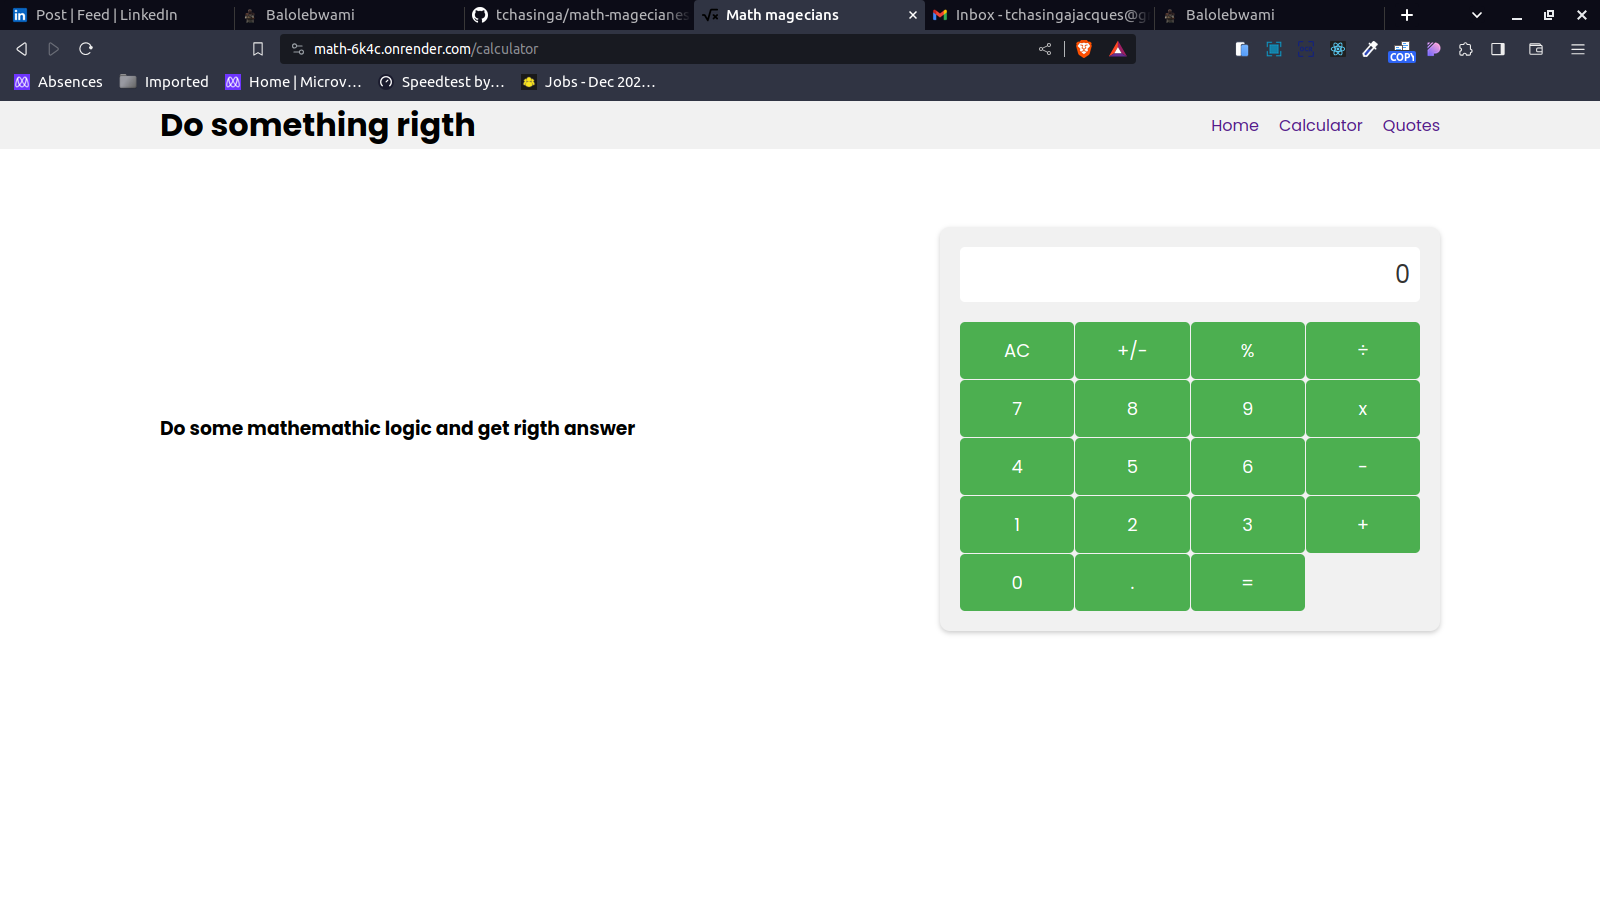 Post | Feed | LinkedIn
Balolebwami
tchasinga/math-magecianes
Math magecians
Inbox - tchasingajacques@g
Balolebwami
math-6k4c.onrender.com/calculator
COPY
Absences
Imported
Home | Microv...
Speedtest by...
Jobs - Dec 202...
Do something rigth
Home
Calculator
Quotes
0
AC +/- % ÷
7 8 9 x
Do some mathemathic logic and get rigth answer
4 5 6 -
1 2 3 +
0 . =